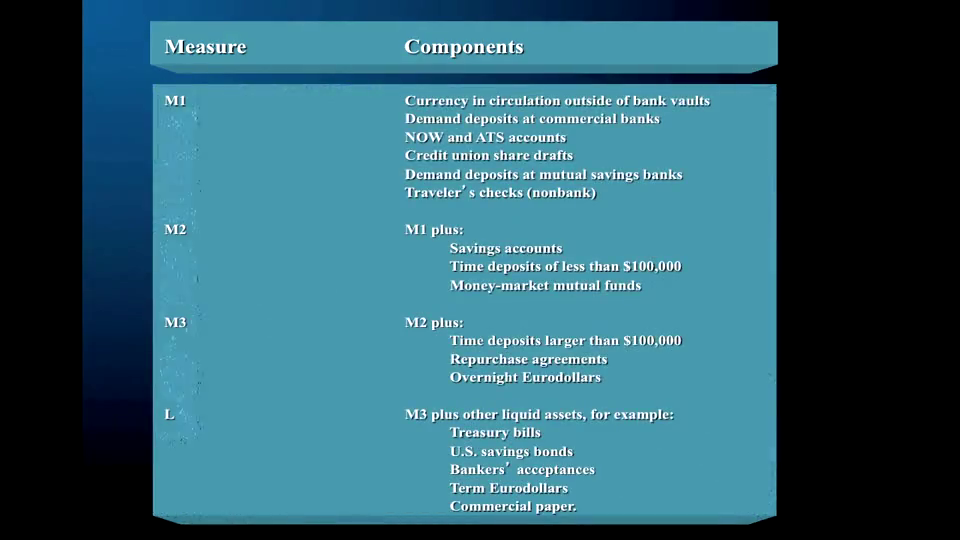 Measure Components
M1 Currency in circulation outside of bank vaults
Demand deposits at commercial banks
NOW and ATS accounts
Credit union share drafts
Demand deposits at mutual savings banks
Traveler’s checks (nonbank)
M2 M1 plus:
Savings accounts
Time deposits of less than $100,000
Money-market mutual funds
M3 M2 plus:
Time deposits larger than $100,000
Repurchase agreements
Overnight Eurodollars
L M3 plus other liquid assets, for example:
Treasury bills
U.S. savings bonds
Bankers’ acceptances
Term Eurodollars
Commercial paper.